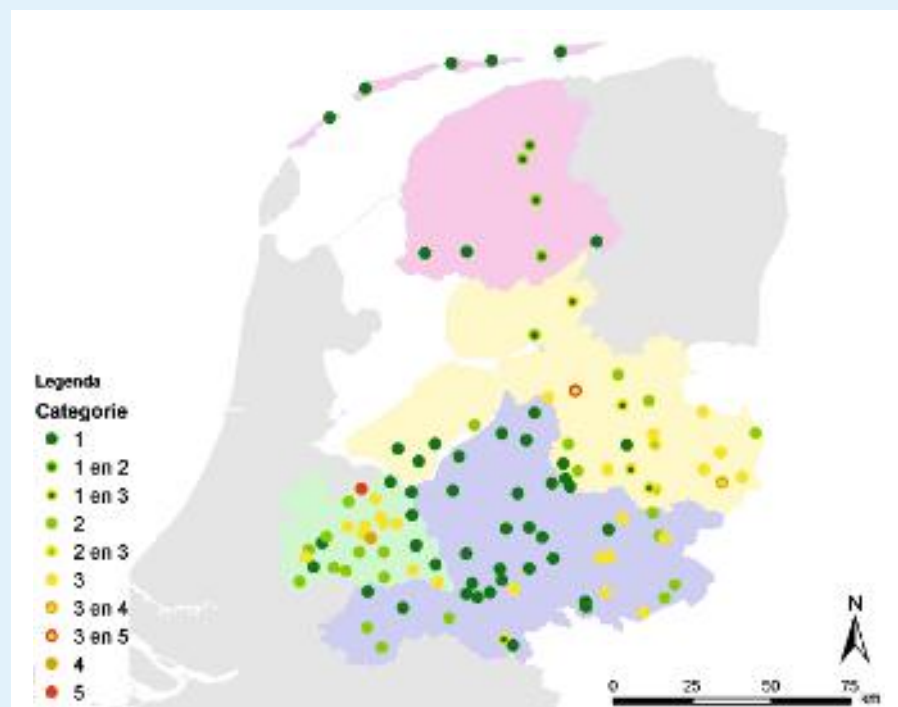 Legenda
Categorie
1
1 en 2
1 en 3
2
2 en 3
3
3 en 4
3 en 5
4
5
N
0 25 50 75
km